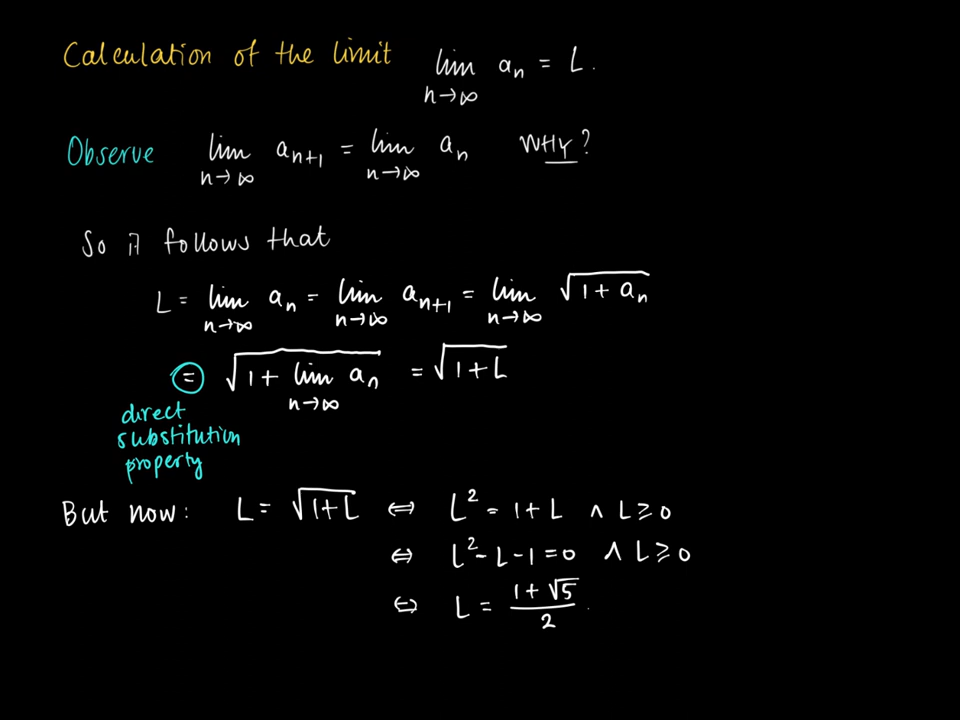 Calculation of the limit lim n→∞ aₙ = L.
Observe lim n→∞ aₙ₊₁ = lim n→∞ aₙ WHY?
So it follows that
L = lim n→∞ aₙ = lim n→∞ aₙ₊₁ = lim n→∞ √(1 + aₙ)
= √(1 + lim n→∞ aₙ) = √(1+L)
direct
substitution
property
But now: L = √(1+L) ⇔ L² = 1 + L ∧ L ≥ 0
⇔ L² - L - 1 = 0 ∧ L ≥ 0
⇔ L = (1 + √5)/2.